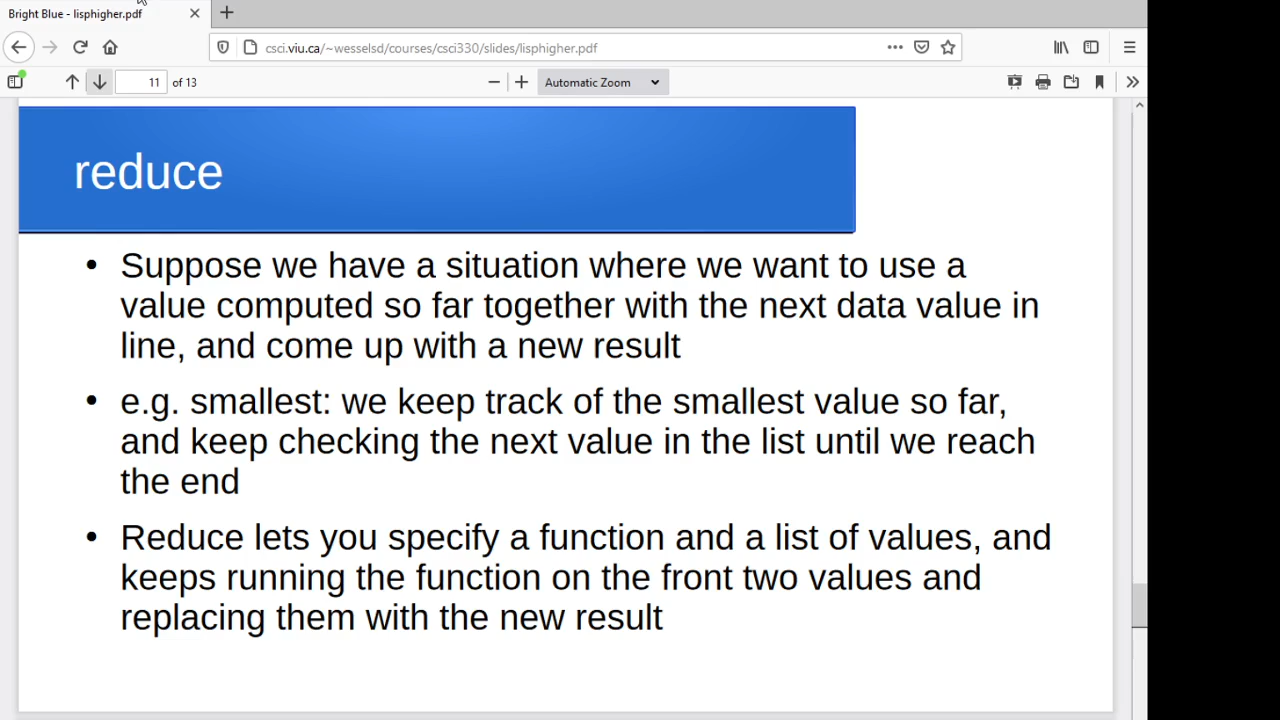 Bright Blue - lisphigher.pdf
csci.viu.ca/~wesselsd/courses/csci330/slides/lisphigher.pdf
11 of 13
Automatic Zoom
reduce
• Suppose we have a situation where we want to use a
value computed so far together with the next data value in
line, and come up with a new result
• e.g. smallest: we keep track of the smallest value so far,
and keep checking the next value in the list until we reach
the end
• Reduce lets you specify a function and a list of values, and
keeps running the function on the front two values and
replacing them with the new result